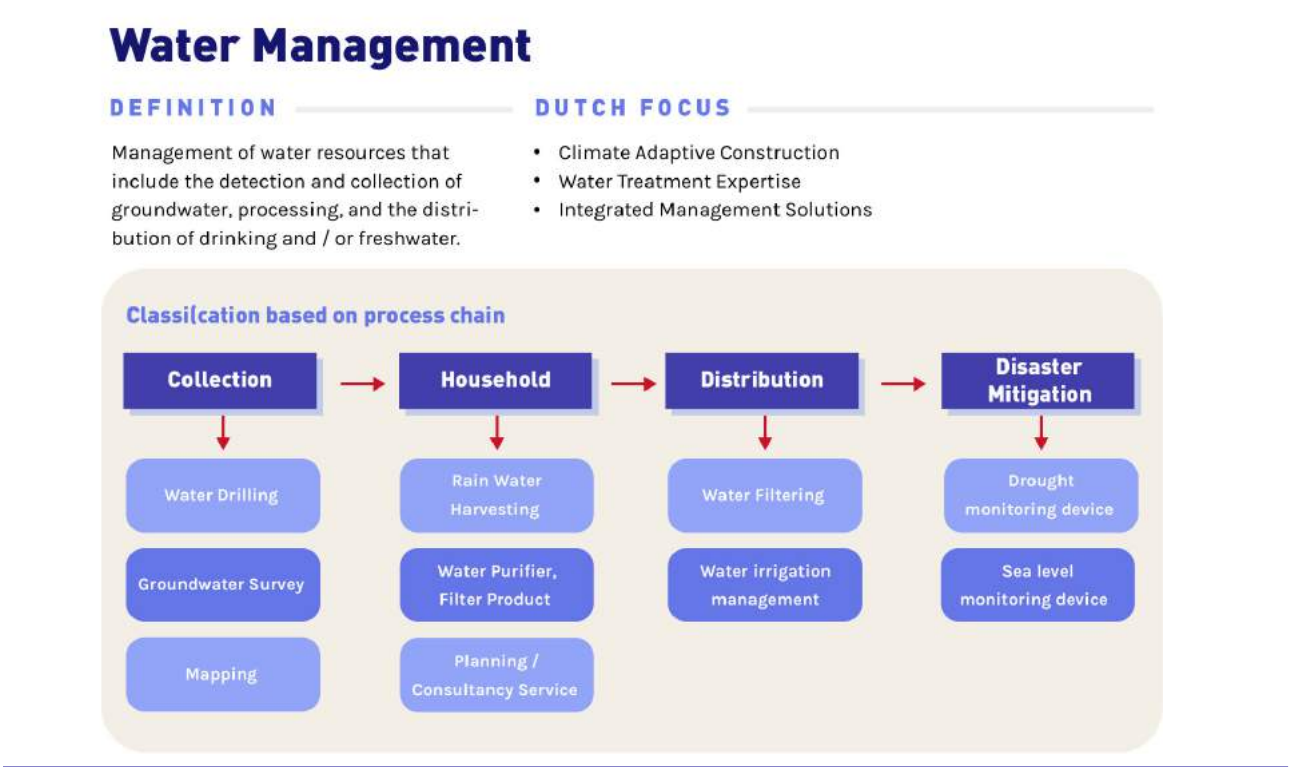 Water Management
DEFINITION
Management of water resources that
include the detection and collection of
groundwater, processing, and the distri-
bution of drinking and / or freshwater.
DUTCH FOCUS
• Climate Adaptive Construction
• Water Treatment Expertise
• Integrated Management Solutions
Classi(cation based on process chain
Collection
Water Drilling
Groundwater Survey
Mapping
Household
Rain Water
Harvesting
Water Purifier,
Filter Product
Planning /
Consultancy Service
Distribution
Water Filtering
Water irrigation
management
Disaster
Mitigation
Drought
monitoring device
Sea level
monitoring device